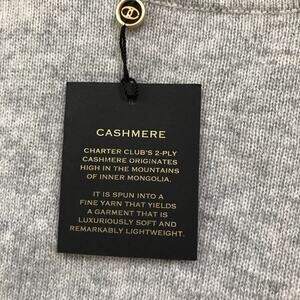 CASHMERE
CHARTER CLUB'S 2-PLY
CASHMERE ORIGINATES
HIGH IN THE MOUNTAINS
OF INNER MONGOLIA.
IT IS SPUN INTO A
FINE YARN THAT YIELDS
A GARMENT THAT IS
LUXURIOUSLY SOFT AND
REMARKABLY LIGHTWEIGHT.